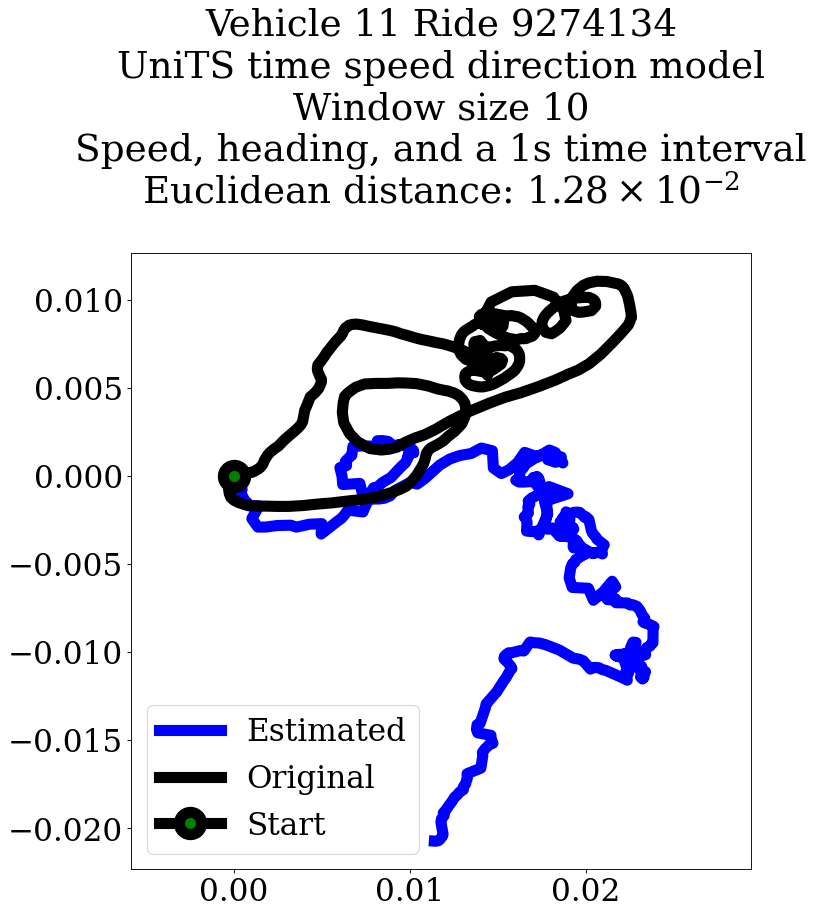 Vehicle 11 Ride 9274134
UniTS time speed direction model
Window size 10
Speed, heading, and a 1s time interval
Euclidean distance: 1.28 × 10⁻²
0.010
0.005
0.000
−0.005
−0.010
−0.015
−0.020
Estimated
Original
Start
0.00
0.01
0.02